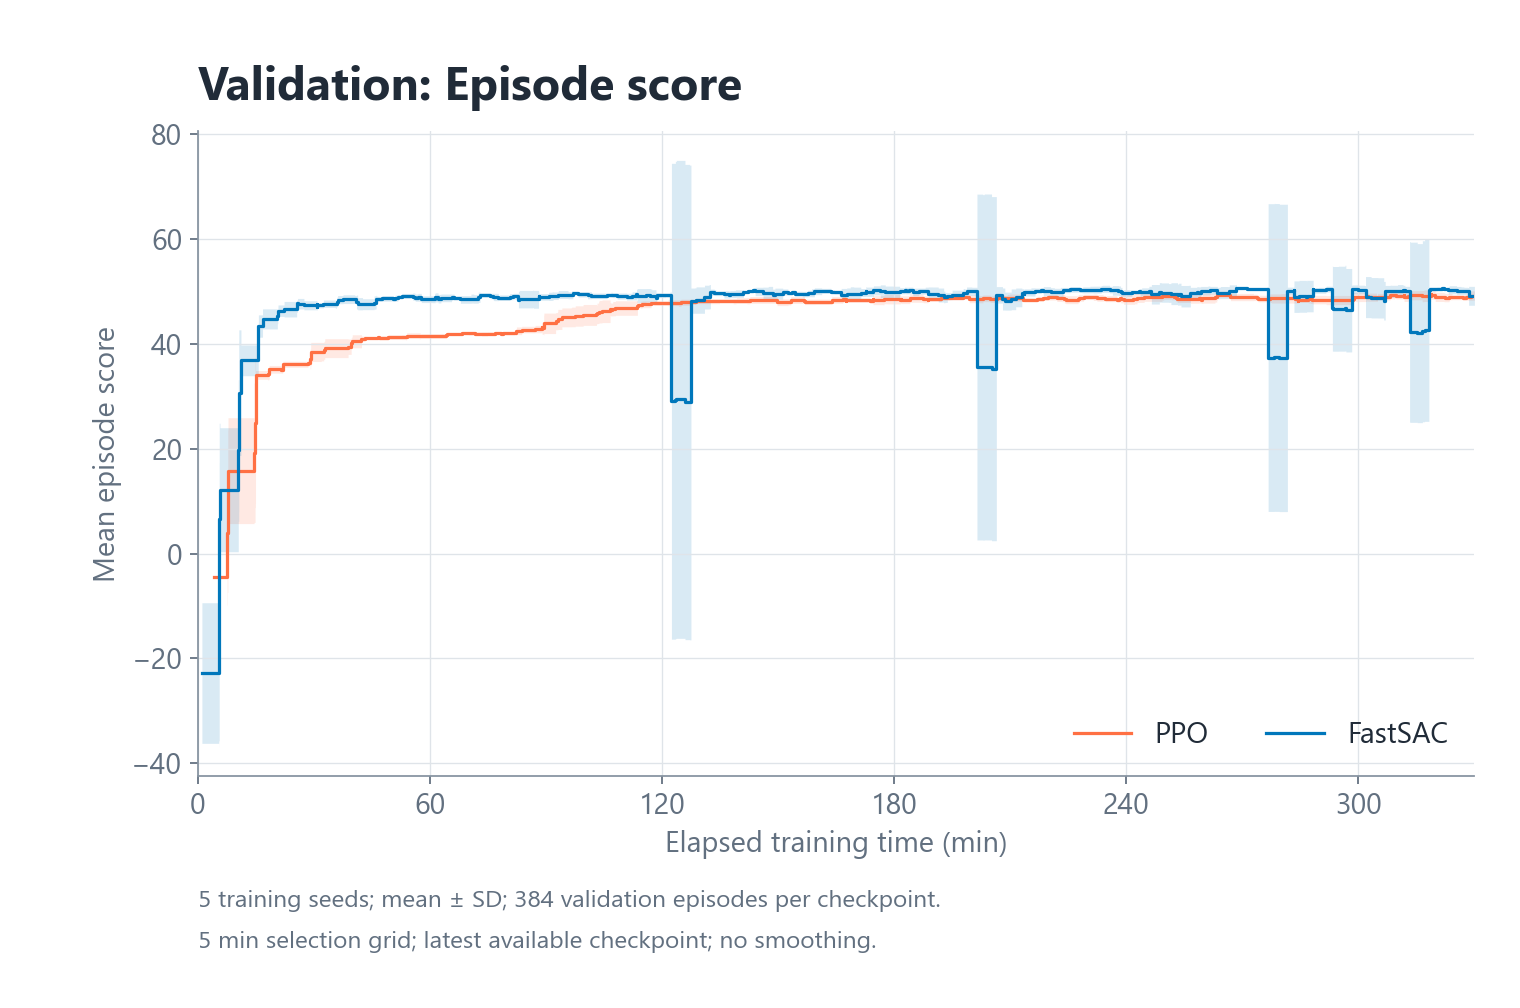 Validation: Episode score
80
60
40
20
0
−20
−40
Mean episode score
PPO
FastSAC
0
60
120
180
240
300
Elapsed training time (min)
5 training seeds; mean ± SD; 384 validation episodes per checkpoint.
5 min selection grid; latest available checkpoint; no smoothing.